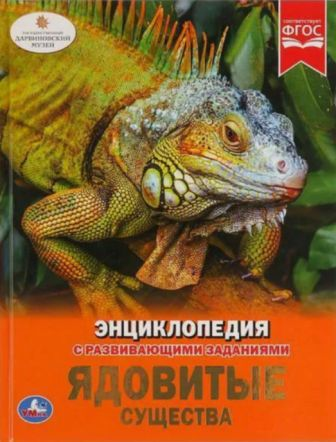 ГОСУДАРСТВЕННЫЙ
ДАРВИНОВСКИЙ
МУЗЕЙ
соответствует
ФГОС
ЭНЦИКЛОПЕДИЯ
С РАЗВИВАЮЩИМИ ЗАДАНИЯМИ
ЯДОВИТЫЕ
СУЩЕСТВА
УМка